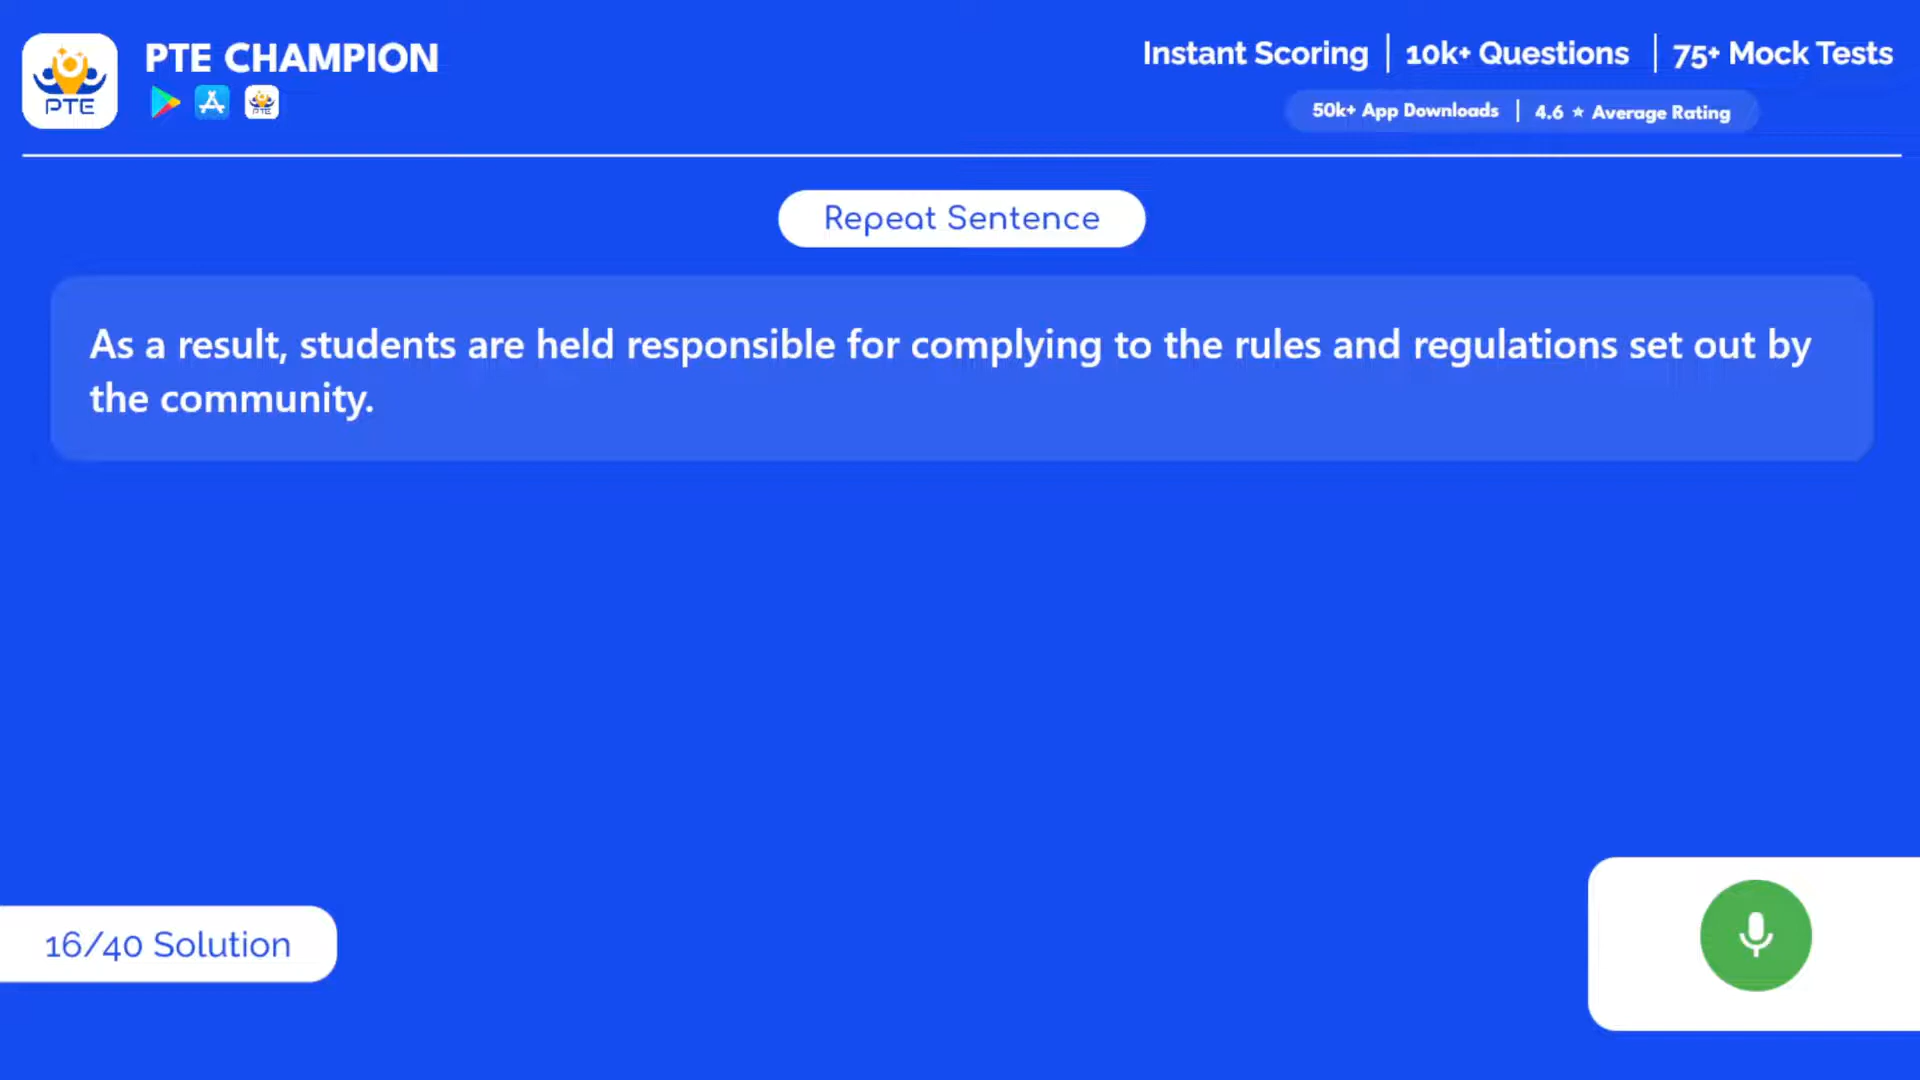 PTE CHAMPION
PTE
PTE
Instant Scoring | 10k+ Questions | 75+ Mock Tests
50k+ App Downloads | 4.6 ★ Average Rating
Repeat Sentence
As a result, students are held responsible for complying to the rules and regulations set out by
the community.
16/40 Solution